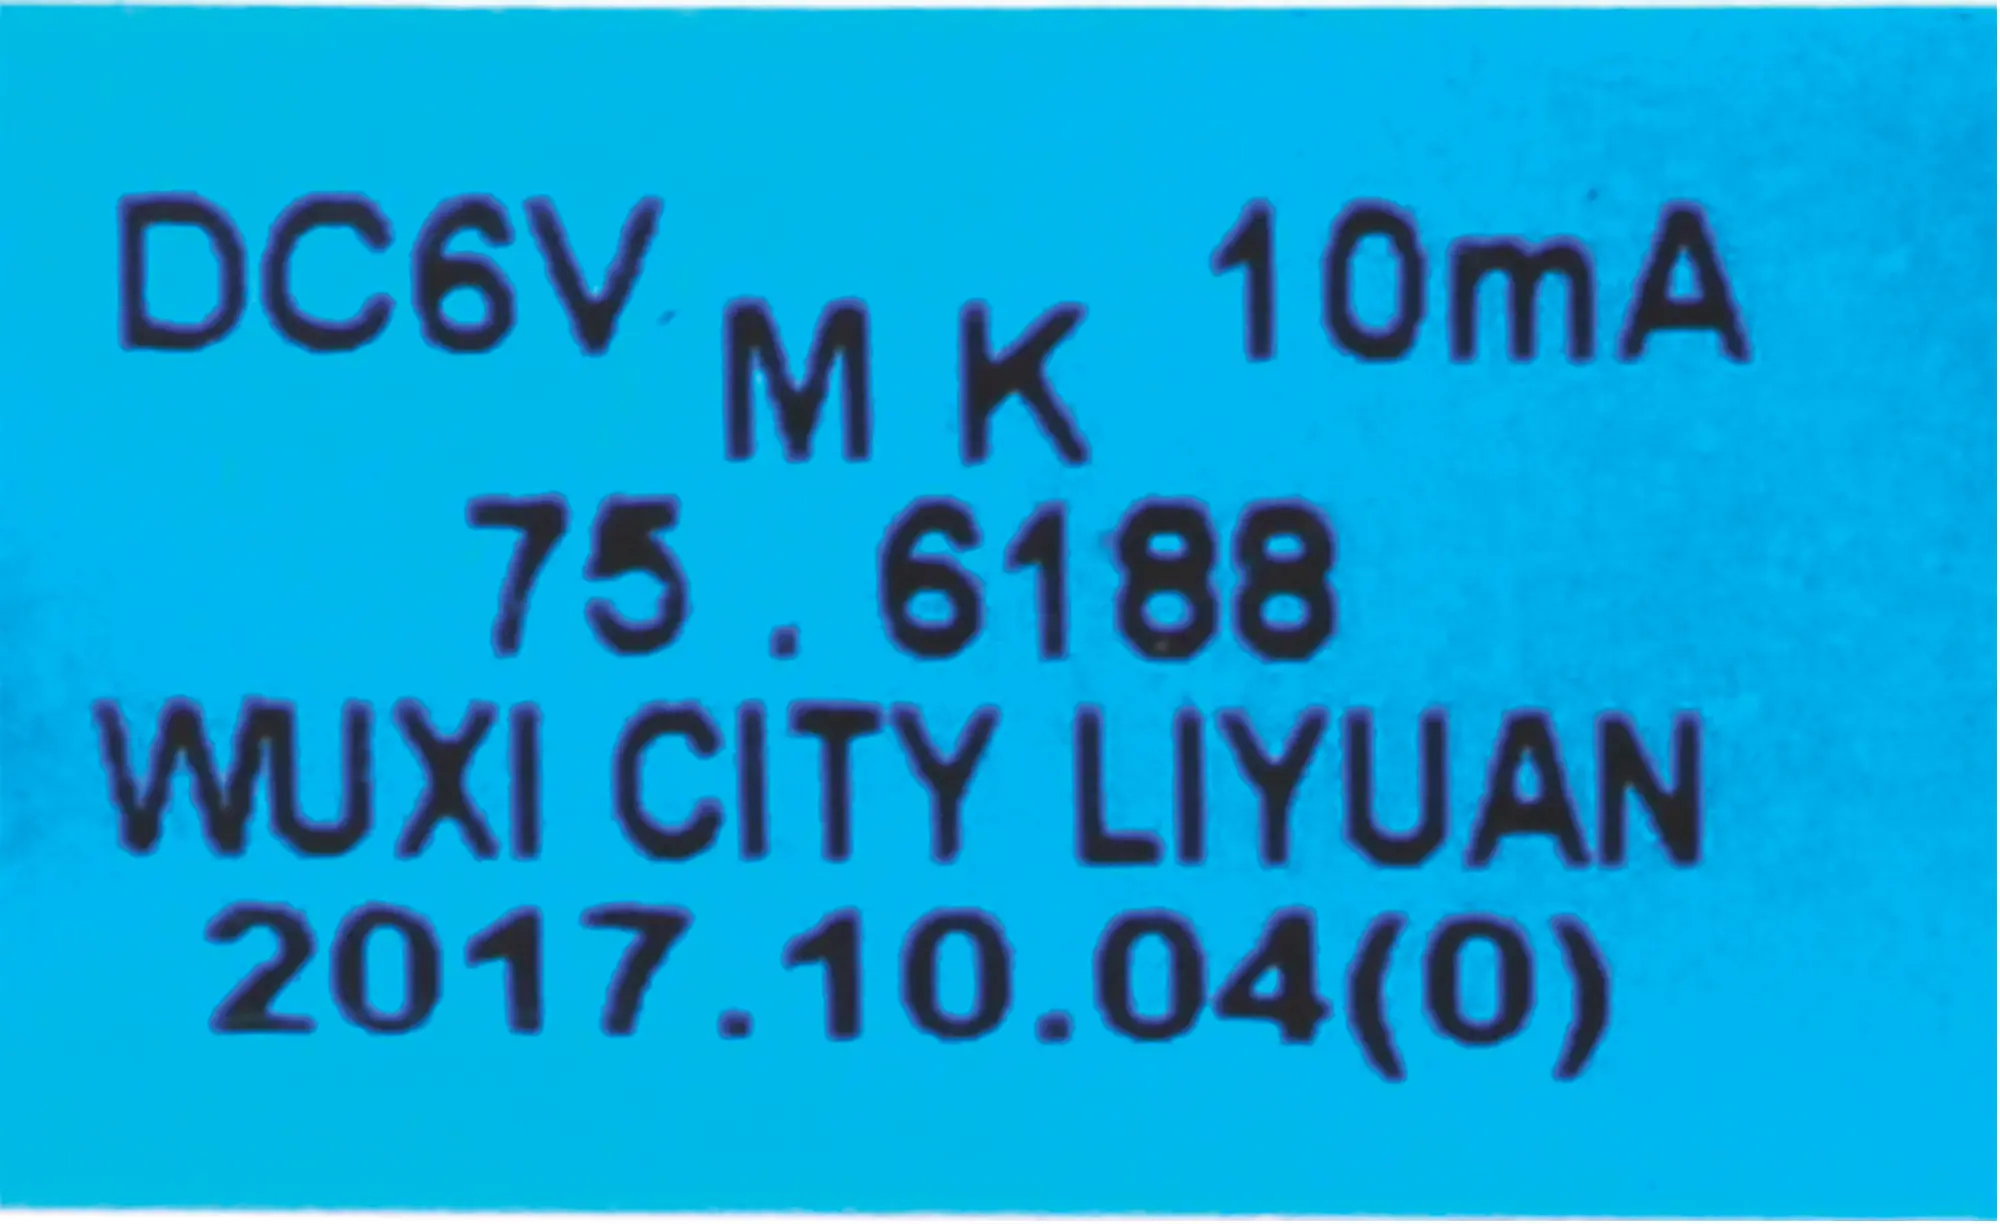 DC6V 10mA
M K
75.6188
WUXI CITY LIYUAN
2017.10.04(0)